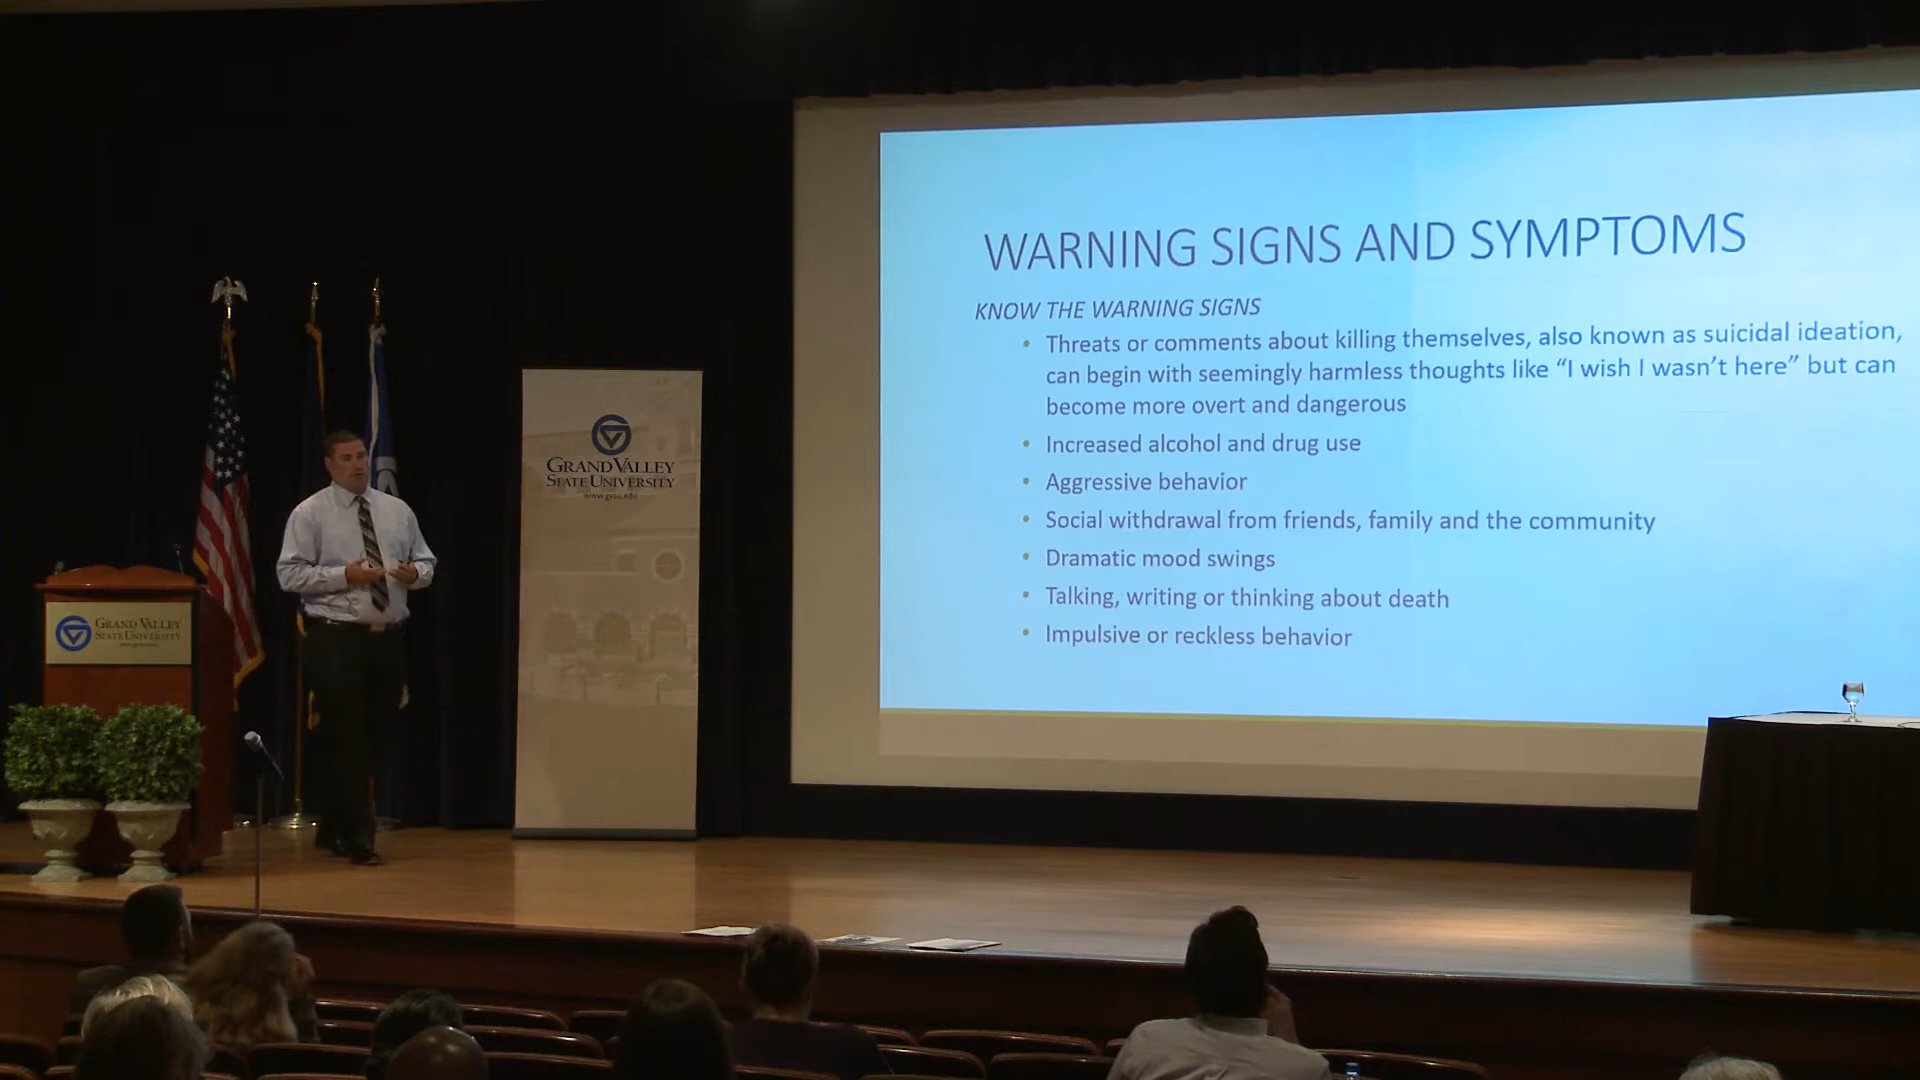 WARNING SIGNS AND SYMPTOMS
KNOW THE WARNING SIGNS
• Threats or comments about killing themselves, also known as suicidal ideation,
can begin with seemingly harmless thoughts like “I wish I wasn’t here” but can
become more overt and dangerous
• Increased alcohol and drug use
• Aggressive behavior
• Social withdrawal from friends, family and the community
• Dramatic mood swings
• Talking, writing or thinking about death
• Impulsive or reckless behavior
GRAND VALLEY
STATE UNIVERSITY
www.gvsu.edu
GRAND VALLEY
STATE UNIVERSITY